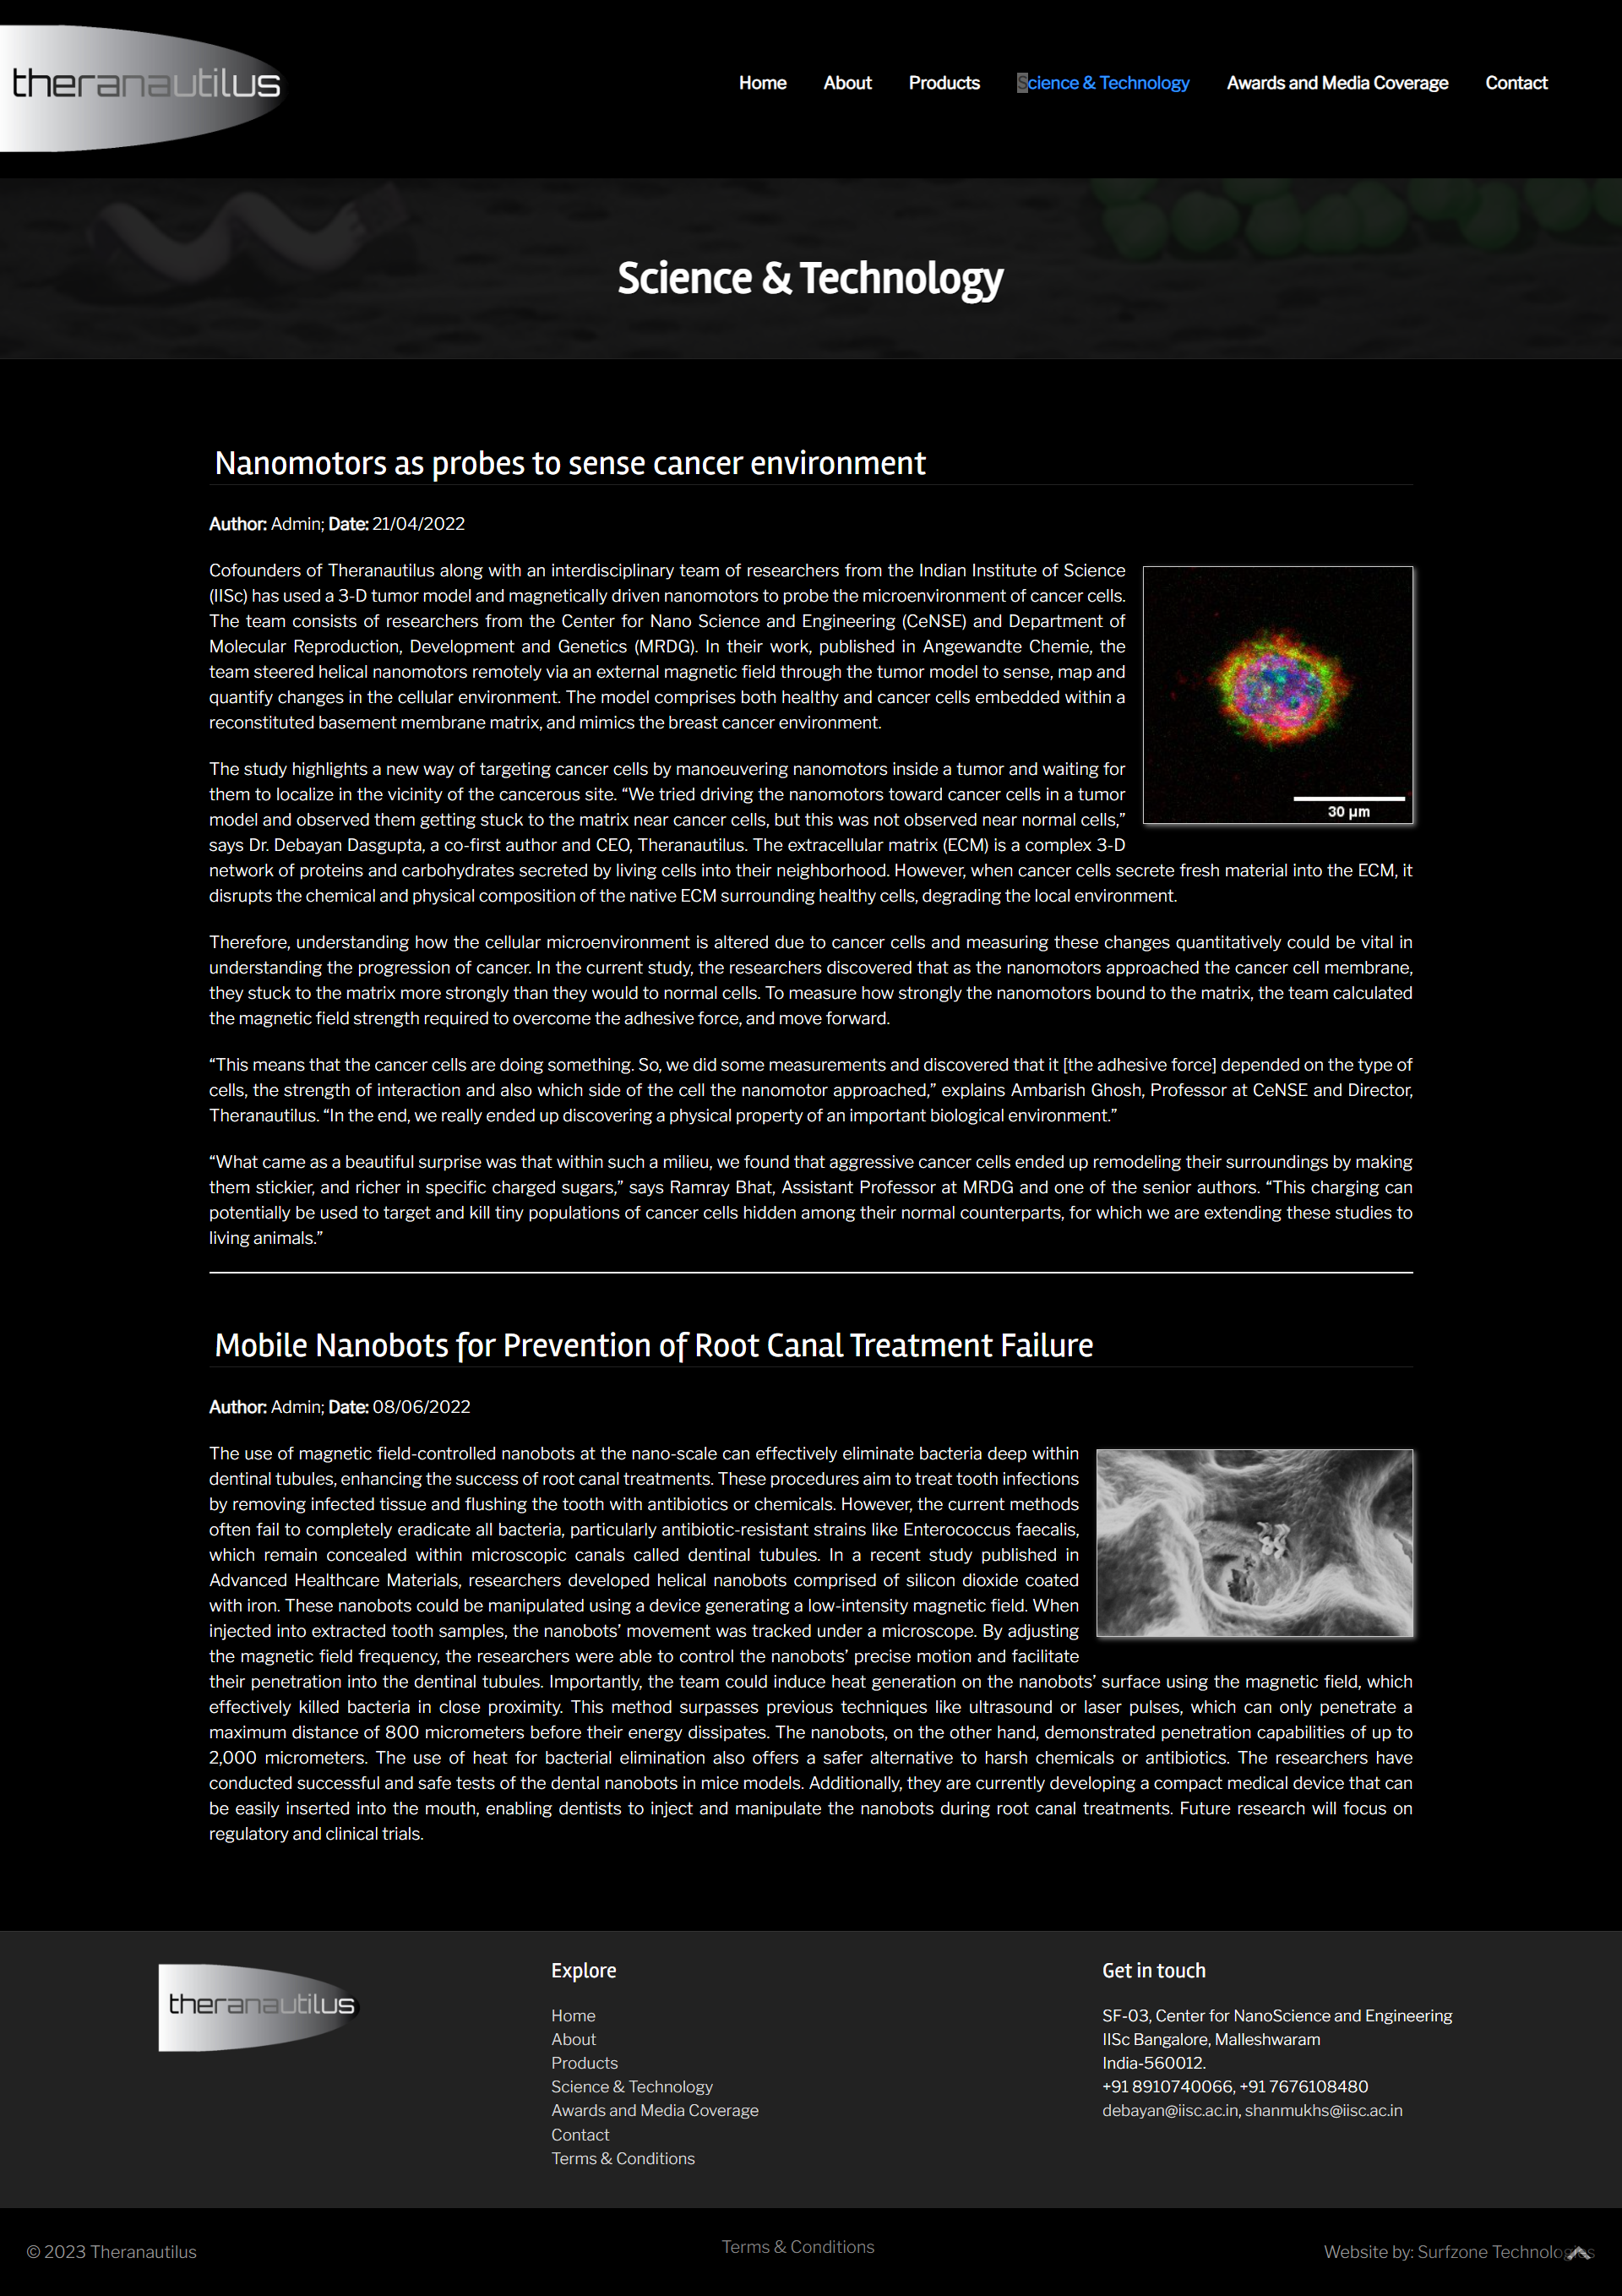 theranautilus
Home About Products Science & Technology Awards and Media Coverage Contact
Science & Technology
Nanomotors as probes to sense cancer environment
Author: Admin; Date: 21/04/2022
Cofounders of Theranautilus along with an interdisciplinary team of researchers from the Indian Institute of Science
(IISc) has used a 3-D tumor model and magnetically driven nanomotors to probe the microenvironment of cancer cells.
The team consists of researchers from the Center for Nano Science and Engineering (CeNSE) and Department of
Molecular Reproduction, Development and Genetics (MRDG). In their work, published in Angewandte Chemie, the
team steered helical nanomotors remotely via an external magnetic field through the tumor model to sense, map and
quantify changes in the cellular environment. The model comprises both healthy and cancer cells embedded within a
reconstituted basement membrane matrix, and mimics the breast cancer environment.
30 µm
The study highlights a new way of targeting cancer cells by manoeuvering nanomotors inside a tumor and waiting for
them to localize in the vicinity of the cancerous site. “We tried driving the nanomotors toward cancer cells in a tumor
model and observed them getting stuck to the matrix near cancer cells, but this was not observed near normal cells,”
says Dr. Debayan Dasgupta, a co-first author and CEO, Theranautilus. The extracellular matrix (ECM) is a complex 3-D
network of proteins and carbohydrates secreted by living cells into their neighborhood. However, when cancer cells secrete fresh material into the ECM, it
disrupts the chemical and physical composition of the native ECM surrounding healthy cells, degrading the local environment.
Therefore, understanding how the cellular microenvironment is altered due to cancer cells and measuring these changes quantitatively could be vital in
understanding the progression of cancer. In the current study, the researchers discovered that as the nanomotors approached the cancer cell membrane,
they stuck to the matrix more strongly than they would to normal cells. To measure how strongly the nanomotors bound to the matrix, the team calculated
the magnetic field strength required to overcome the adhesive force, and move forward.
“This means that the cancer cells are doing something. So, we did some measurements and discovered that it [the adhesive force] depended on the type of
cells, the strength of interaction and also which side of the cell the nanomotor approached,” explains Ambarish Ghosh, Professor at CeNSE and Director,
Theranautilus. “In the end, we really ended up discovering a physical property of an important biological environment.”
“What came as a beautiful surprise was that within such a milieu, we found that aggressive cancer cells ended up remodeling their surroundings by making
them stickier, and richer in specific charged sugars,” says Ramray Bhat, Assistant Professor at MRDG and one of the senior authors. “This charging can
potentially be used to target and kill tiny populations of cancer cells hidden among their normal counterparts, for which we are extending these studies to
living animals.”
Mobile Nanobots for Prevention of Root Canal Treatment Failure
Author: Admin; Date: 08/06/2022
The use of magnetic field-controlled nanobots at the nano-scale can effectively eliminate bacteria deep within
dentinal tubules, enhancing the success of root canal treatments. These procedures aim to treat tooth infections
by removing infected tissue and flushing the tooth with antibiotics or chemicals. However, the current methods
often fail to completely eradicate all bacteria, particularly antibiotic-resistant strains like Enterococcus faecalis,
which remain concealed within microscopic canals called dentinal tubules. In a recent study published in
Advanced Healthcare Materials, researchers developed helical nanobots comprised of silicon dioxide coated
with iron. These nanobots could be manipulated using a device generating a low-intensity magnetic field. When
injected into extracted tooth samples, the nanobots’ movement was tracked under a microscope. By adjusting
the magnetic field frequency, the researchers were able to control the nanobots’ precise motion and facilitate
their penetration into the dentinal tubules. Importantly, the team could induce heat generation on the nanobots’ surface using the magnetic field, which
effectively killed bacteria in close proximity. This method surpasses previous techniques like ultrasound or laser pulses, which can only penetrate a
maximum distance of 800 micrometers before their energy dissipates. The nanobots, on the other hand, demonstrated penetration capabilities of up to
2,000 micrometers. The use of heat for bacterial elimination also offers a safer alternative to harsh chemicals or antibiotics. The researchers have
conducted successful and safe tests of the dental nanobots in mice models. Additionally, they are currently developing a compact medical device that can
be easily inserted into the mouth, enabling dentists to inject and manipulate the nanobots during root canal treatments. Future research will focus on
regulatory and clinical trials.
theranautilus
Explore
Home
About
Products
Science & Technology
Awards and Media Coverage
Contact
Terms & Conditions
Get in touch
SF-03, Center for NanoScience and Engineering
IISc Bangalore, Malleshwaram
India-560012.
+91 8910740066, +91 7676108480
debayan@iisc.ac.in, shanmukhs@iisc.ac.in
© 2023 Theranautilus
Terms & Conditions
Website by: Surfzone Technologies